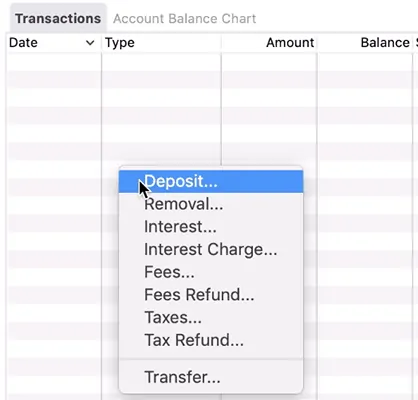 Transactions Account Balance Chart
Date Type Amount Balance
Deposit...
Removal...
Interest...
Interest Charge...
Fees...
Fees Refund...
Taxes...
Tax Refund...
Transfer...